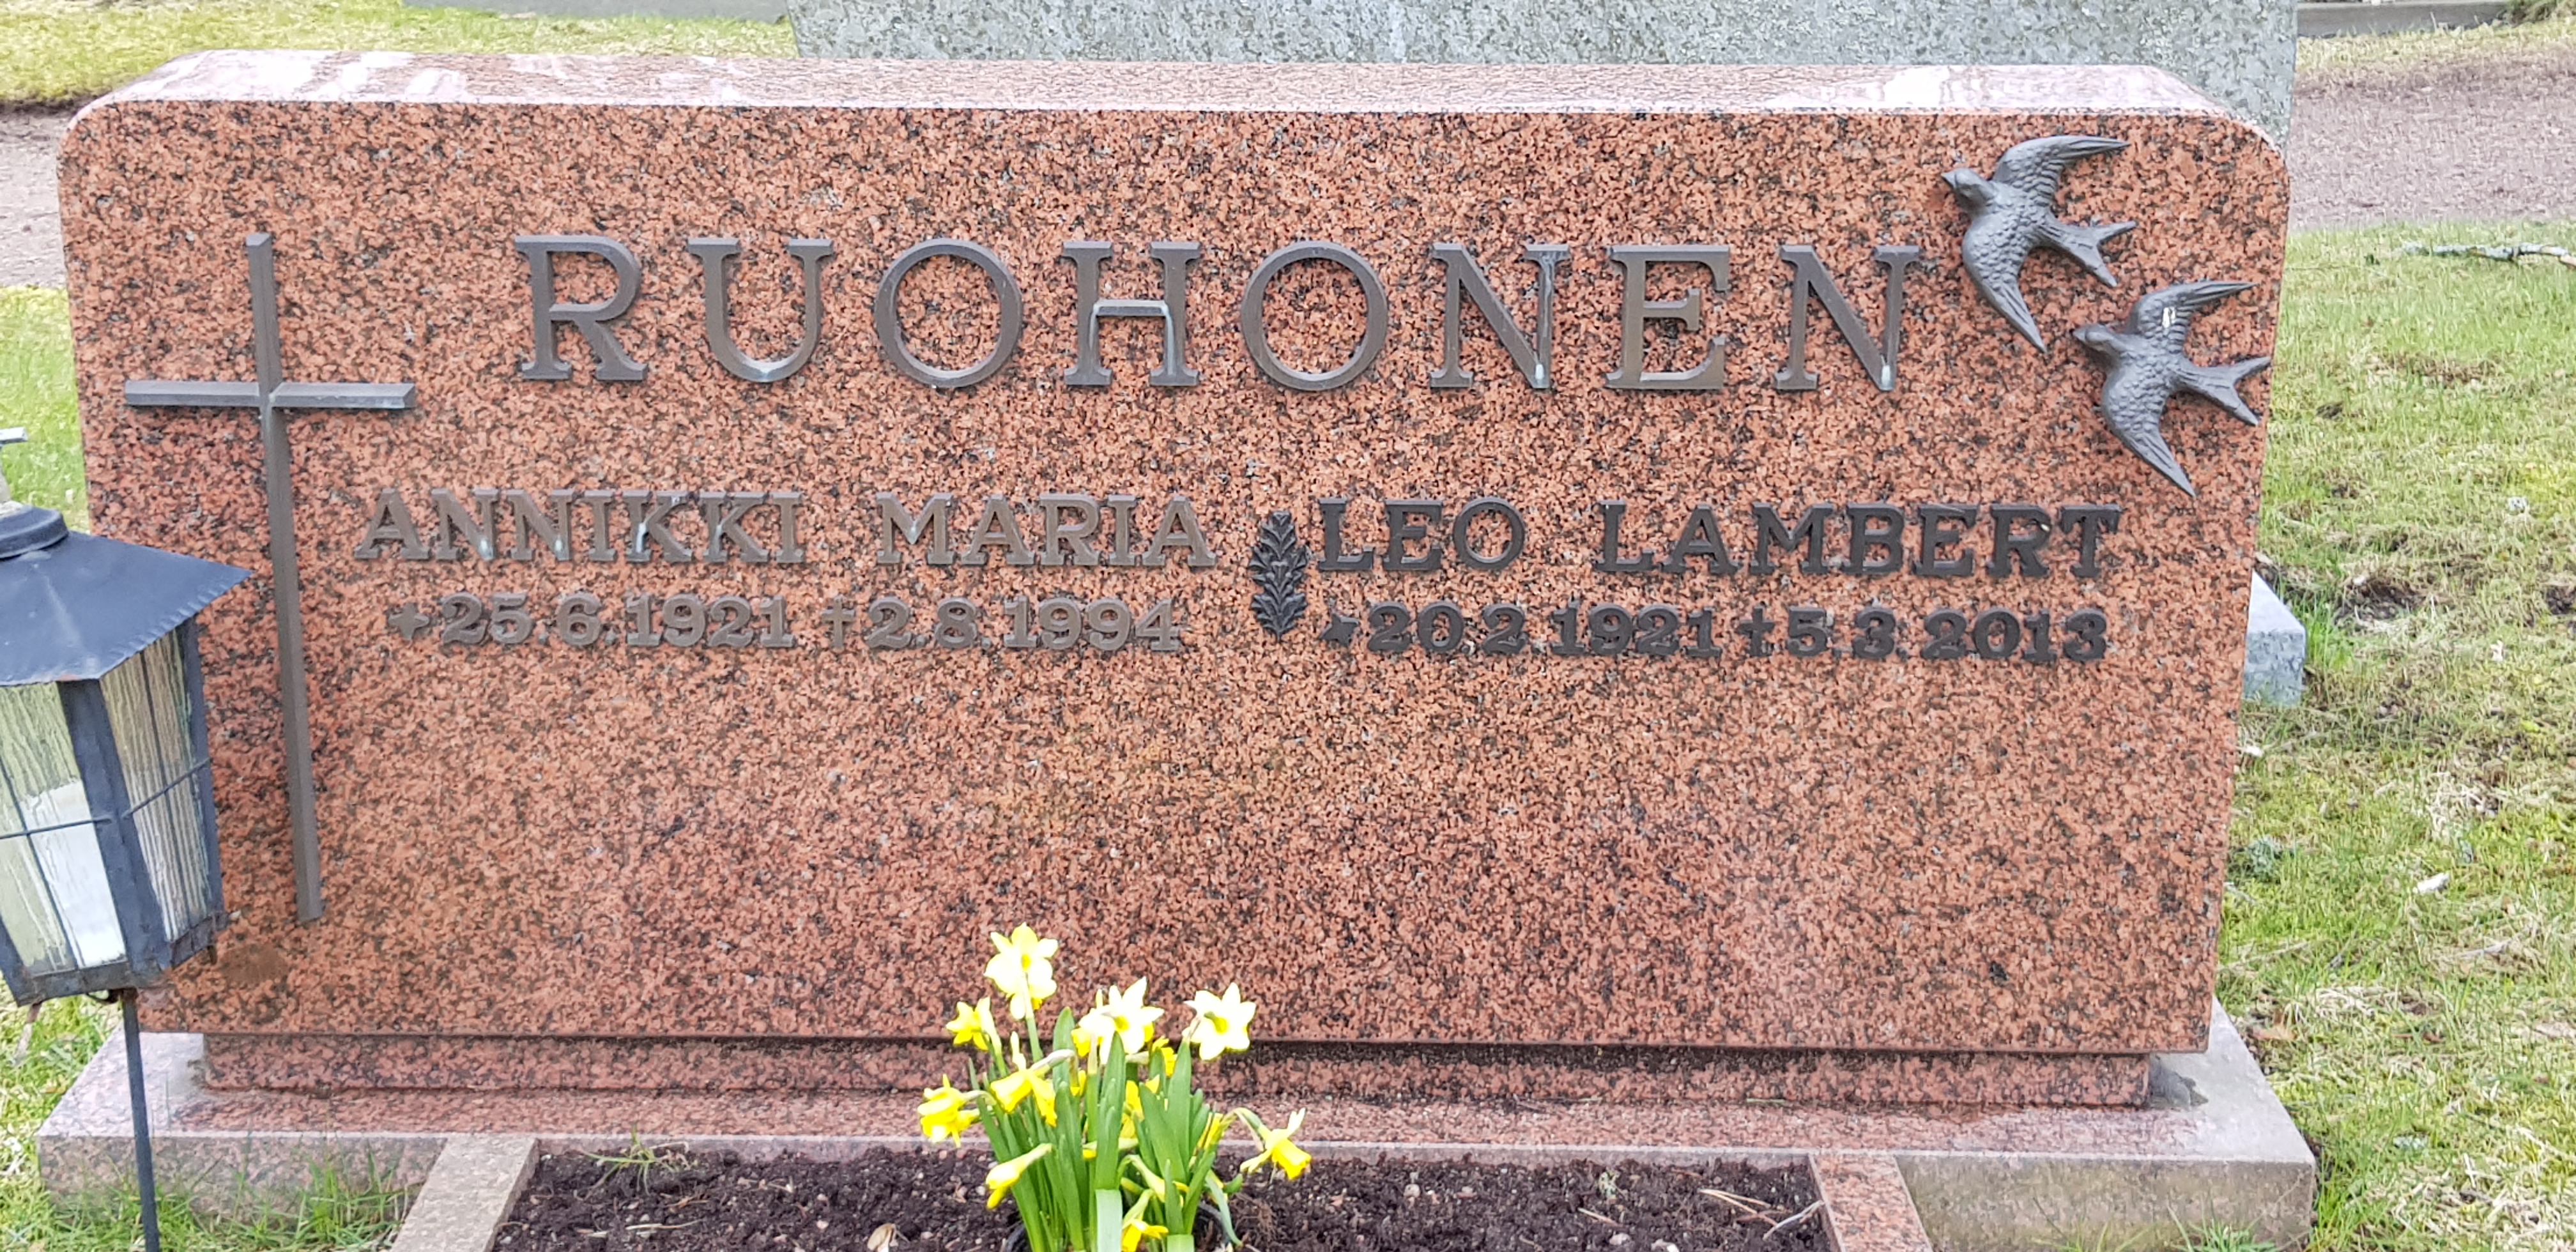 RUOHONEN
ANNIKKI MARIA
*25.6.1921 †2.8.1994
LEO LAMBERT
*20.2.1921 †5.3.2013